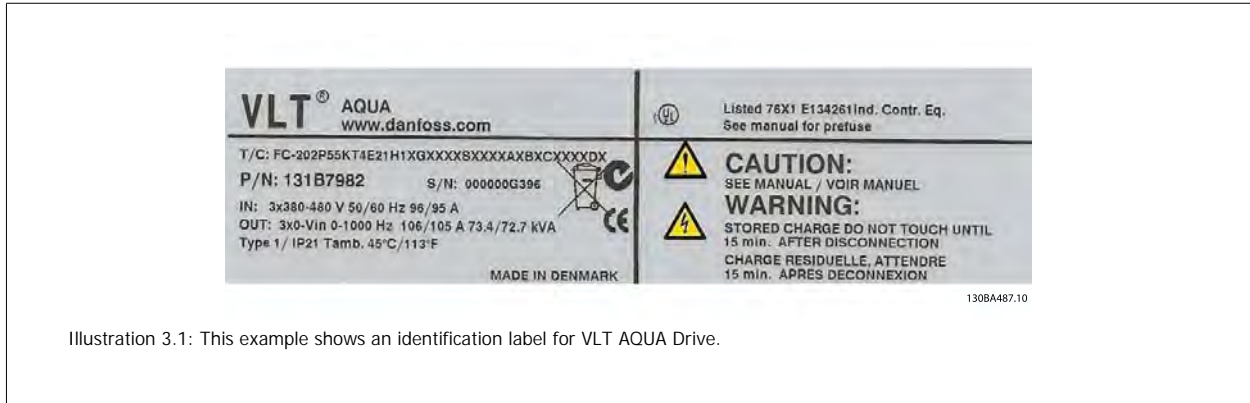 VLT® AQUA
www.danfoss.com
T/C: FC-202P55KT4E21H1XGXXXXSXXXXAXBXCXXXXDX
P/N: 131B7982 S/N: 000000G396
IN: 3x380-480 V 50/60 Hz 96/95 A
OUT: 3x0-Vin 0-1000 Hz 106/105 A 73.4/72.7 kVA
Type 1/ IP21 Tamb. 45°C/113°F
MADE IN DENMARK
UL
Listed 76X1 E134261Ind. Contr. Eq.
See manual for prefuse
CAUTION:
SEE MANUAL / VOIR MANUEL
WARNING:
STORED CHARGE DO NOT TOUCH UNTIL
15 min. AFTER DISCONNECTION
CHARGE RESIDUELLE, ATTENDRE
15 min. APRES DECONNEXION
CE
130BA487.10
Illustration 3.1: This example shows an identification label for VLT AQUA Drive.